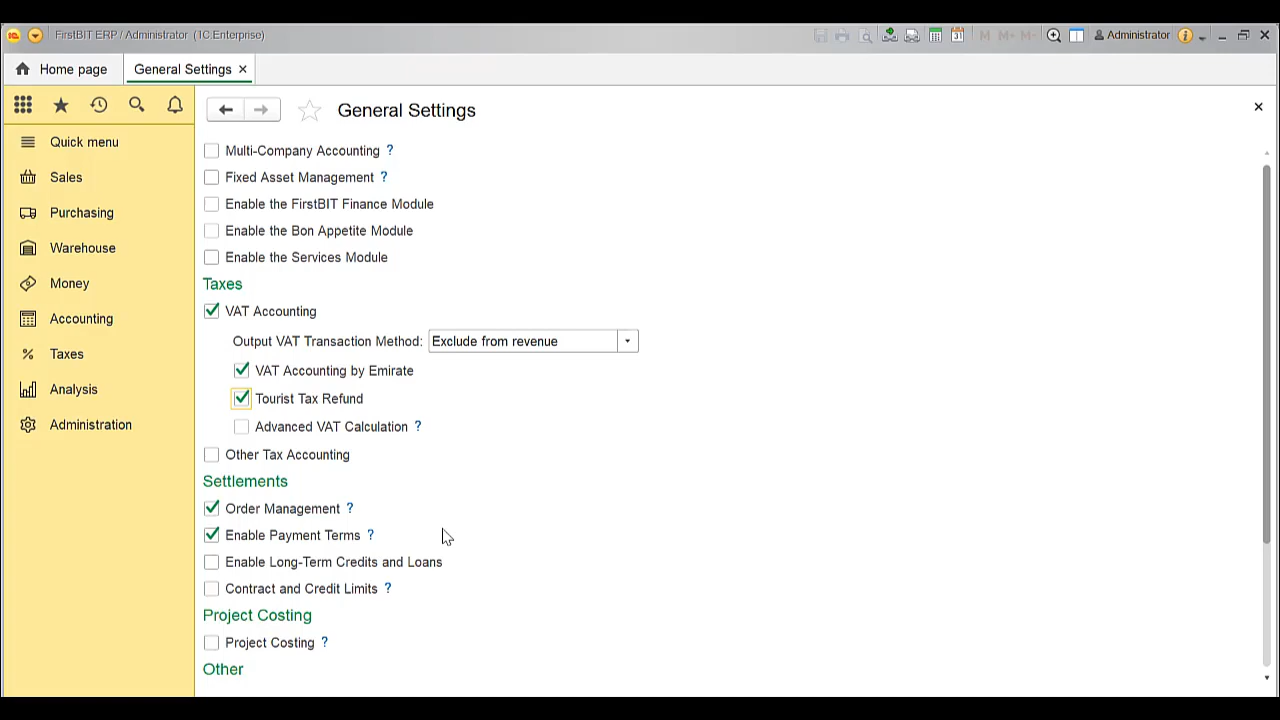 FirstBIT ERP / Administrator (1C:Enterprise)
M M+ M- Administrator
Home page General Settings
General Settings
Quick menu
Sales
Purchasing
Warehouse
Money
Accounting
Taxes
Analysis
Administration
Multi-Company Accounting ?
Fixed Asset Management ?
Enable the FirstBIT Finance Module
Enable the Bon Appetite Module
Enable the Services Module
Taxes
VAT Accounting
Output VAT Transaction Method: Exclude from revenue
VAT Accounting by Emirate
Tourist Tax Refund
Advanced VAT Calculation ?
Other Tax Accounting
Settlements
Order Management ?
Enable Payment Terms ?
Enable Long-Term Credits and Loans
Contract and Credit Limits ?
Project Costing
Project Costing ?
Other